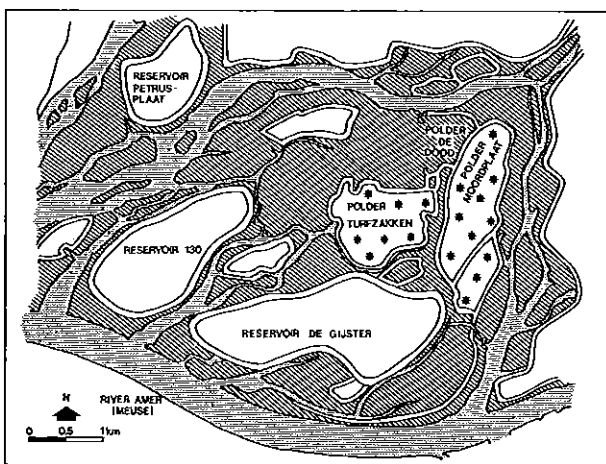 RESERVOIR
PETRUS-
PLAAT
POLDER
DE
DOOD
POLDER
MOORDPLAAT
POLDER
TURFZAKKEN
RESERVOIR 130
RESERVOIR DE GIJSTER
N
RIVER AMER
(MEUSE)
0 0.5 1km